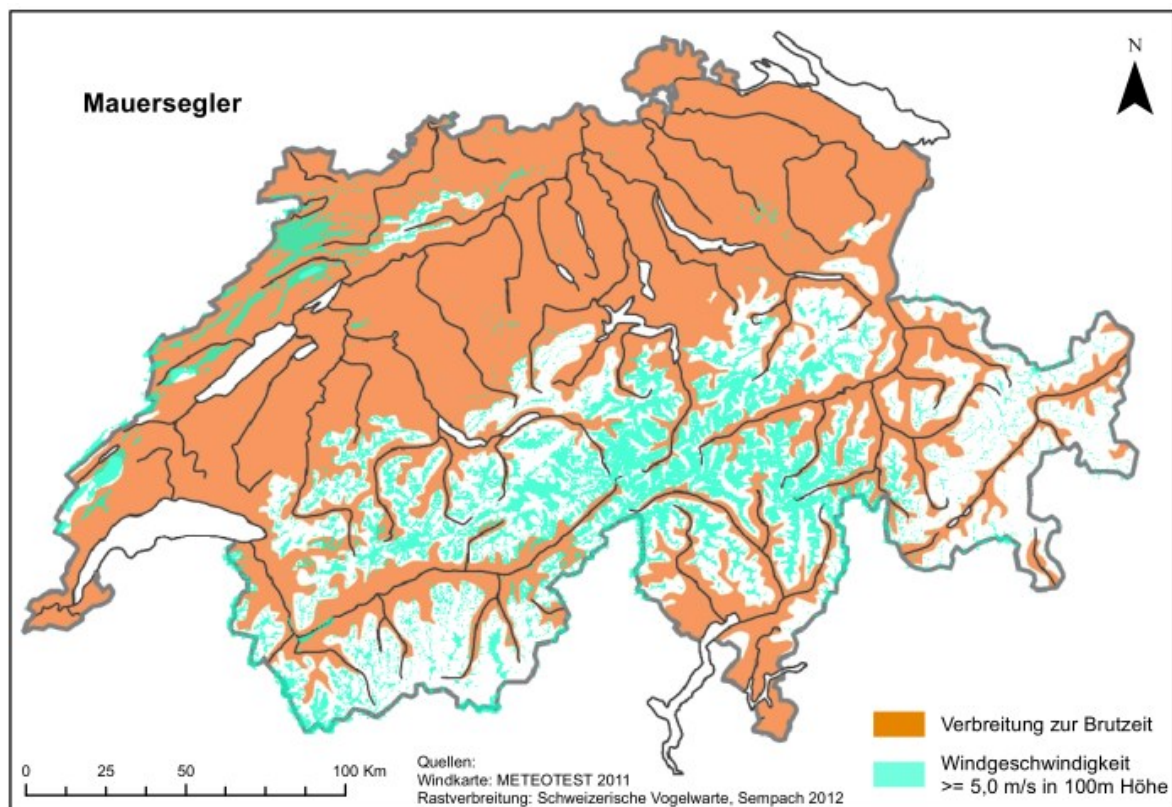 Mauersegler
N
Verbreitung zur Brutzeit
Windgeschwindigkeit
>= 5,0 m/s in 100m Höhe
0 25 50 100 Km
Quellen:
Windkarte: METEOTEST 2011
Rastverbreitung: Schweizerische Vogelwarte, Sempach 2012